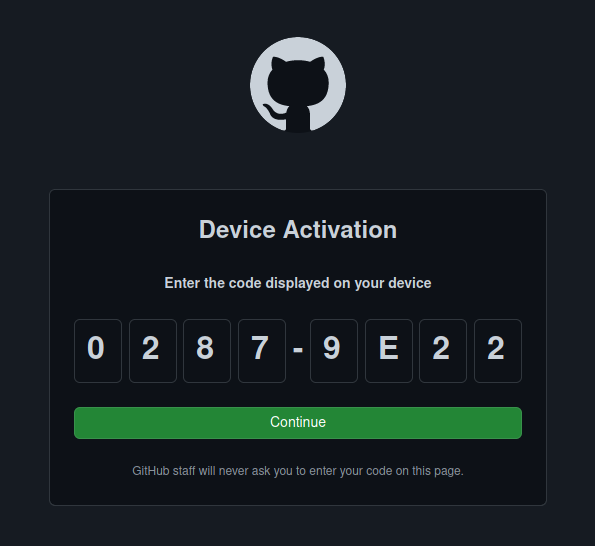 Device Activation
Enter the code displayed on your device
0 2 8 7 - 9 E 2 2
Continue
GitHub staff will never ask you to enter your code on this page.